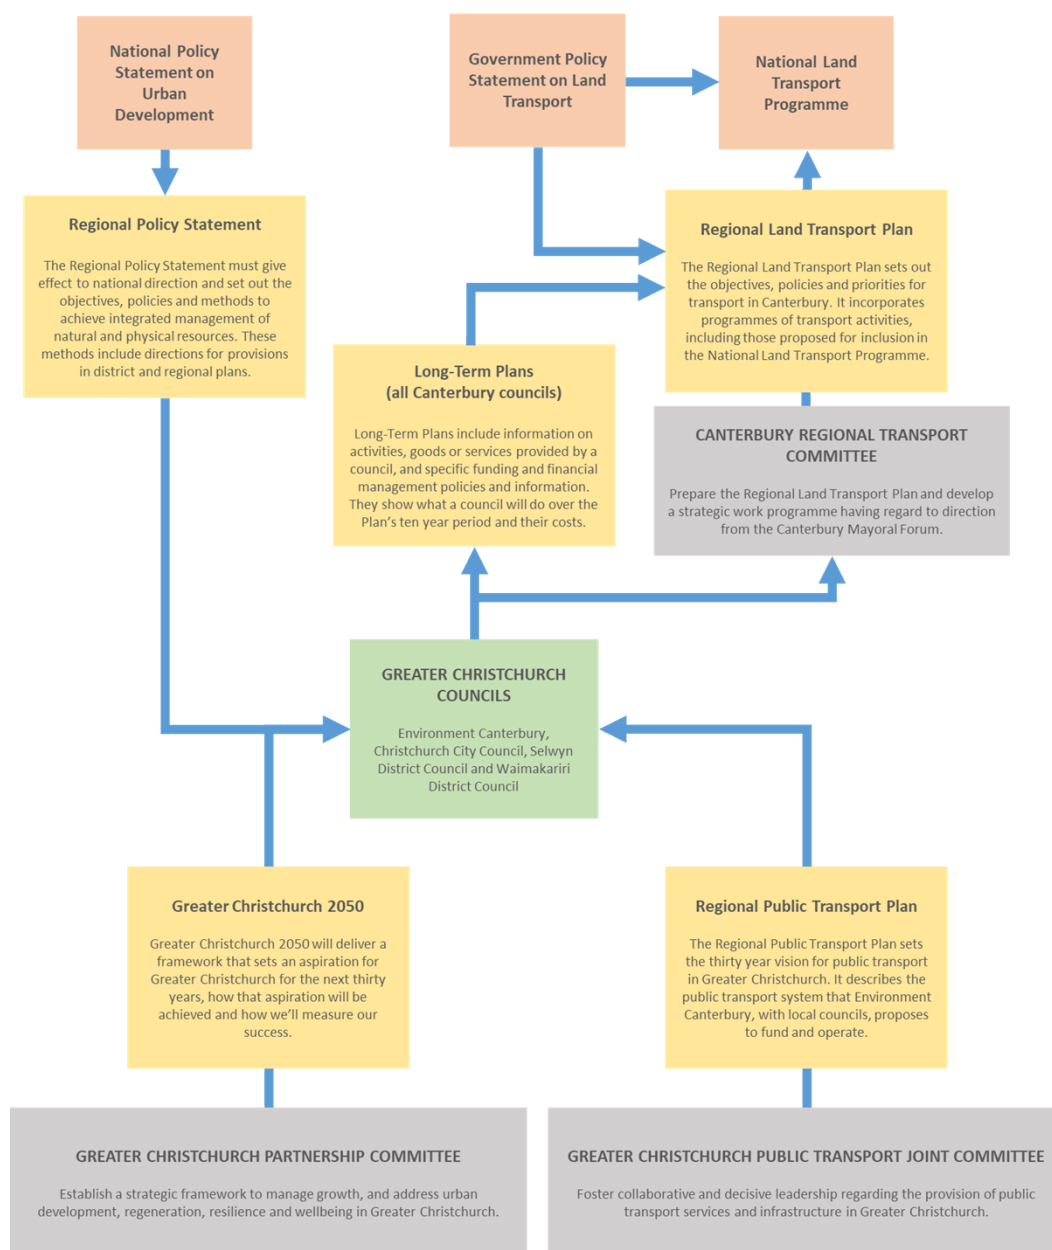 National Policy
Statement on
Urban
Development
Government Policy
Statement on Land
Transport
National Land
Transport
Programme
Regional Policy Statement
The Regional Policy Statement must give
effect to national direction and set out the
objectives, policies and methods to
achieve integrated management of
natural and physical resources. These
methods include directions for provisions
in district and regional plans.
Regional Land Transport Plan
The Regional Land Transport Plan sets out
the objectives, policies and priorities for
transport in Canterbury. It incorporates
programmes of transport activities,
including those proposed for inclusion in
the National Land Transport Programme.
Long-Term Plans
(all Canterbury councils)
Long-Term Plans include information on
activities, goods or services provided by a
council, and specific funding and financial
management policies and information.
They show what a council will do over the
Plan's ten year period and their costs.
CANTERBURY REGIONAL TRANSPORT
COMMITTEE
Prepare the Regional Land Transport Plan and develop
a strategic work programme having regard to direction
from the Canterbury Mayoral Forum.
GREATER CHRISTCHURCH
COUNCILS
Environment Canterbury,
Christchurch City Council, Selwyn
District Council and Waimakariri
District Council
Greater Christchurch 2050
Greater Christchurch 2050 will deliver a
framework that sets an aspiration for
Greater Christchurch for the next thirty
years, how that aspiration will be
achieved and how we'll measure our
success.
Regional Public Transport Plan
The Regional Public Transport Plan sets
the thirty year vision for public transport
in Greater Christchurch. It describes the
public transport system that Environment
Canterbury, with local councils, proposes
to fund and operate.
GREATER CHRISTCHURCH PARTNERSHIP COMMITTEE
Establish a strategic framework to manage growth, and address urban
development, regeneration, resilience and wellbeing in Greater Christchurch.
GREATER CHRISTCHURCH PUBLIC TRANSPORT JOINT COMMITTEE
Foster collaborative and decisive leadership regarding the provision of public
transport services and infrastructure in Greater Christchurch.